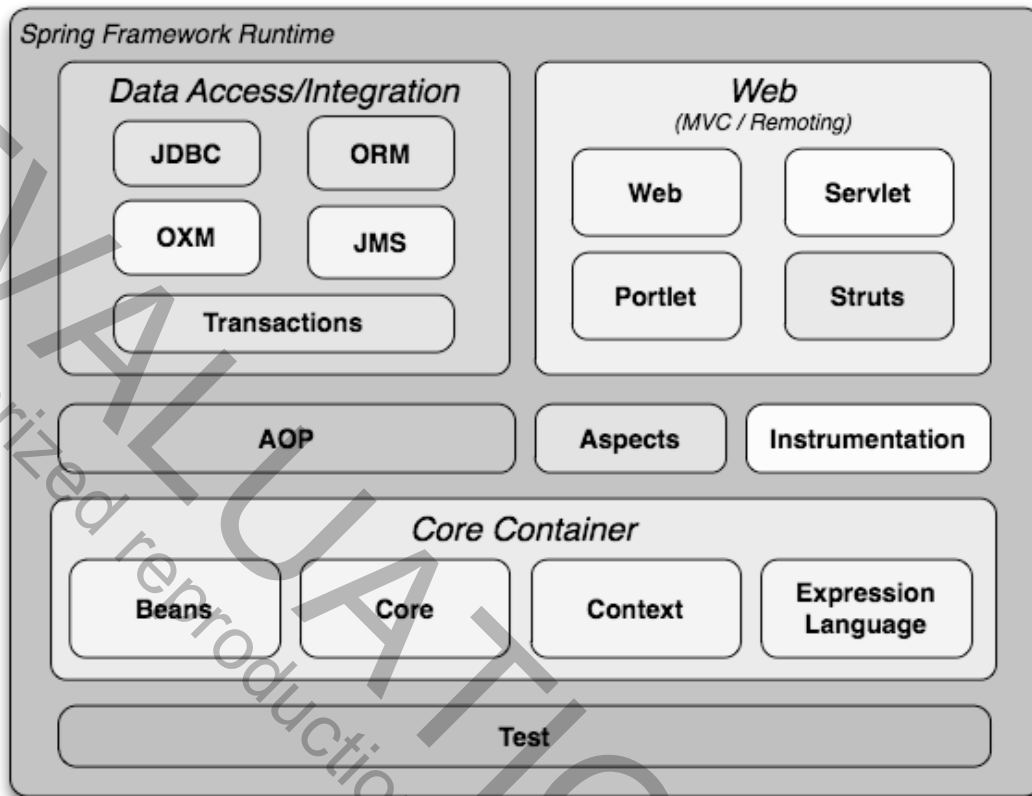 Spring Framework Runtime
Data Access/Integration
JDBC
ORM
OXM
JMS
Transactions
Web
(MVC / Remoting)
Web
Servlet
Portlet
Struts
AOP
Aspects
Instrumentation
Core Container
Beans
Core
Context
Expression
Language
Test
reproduction